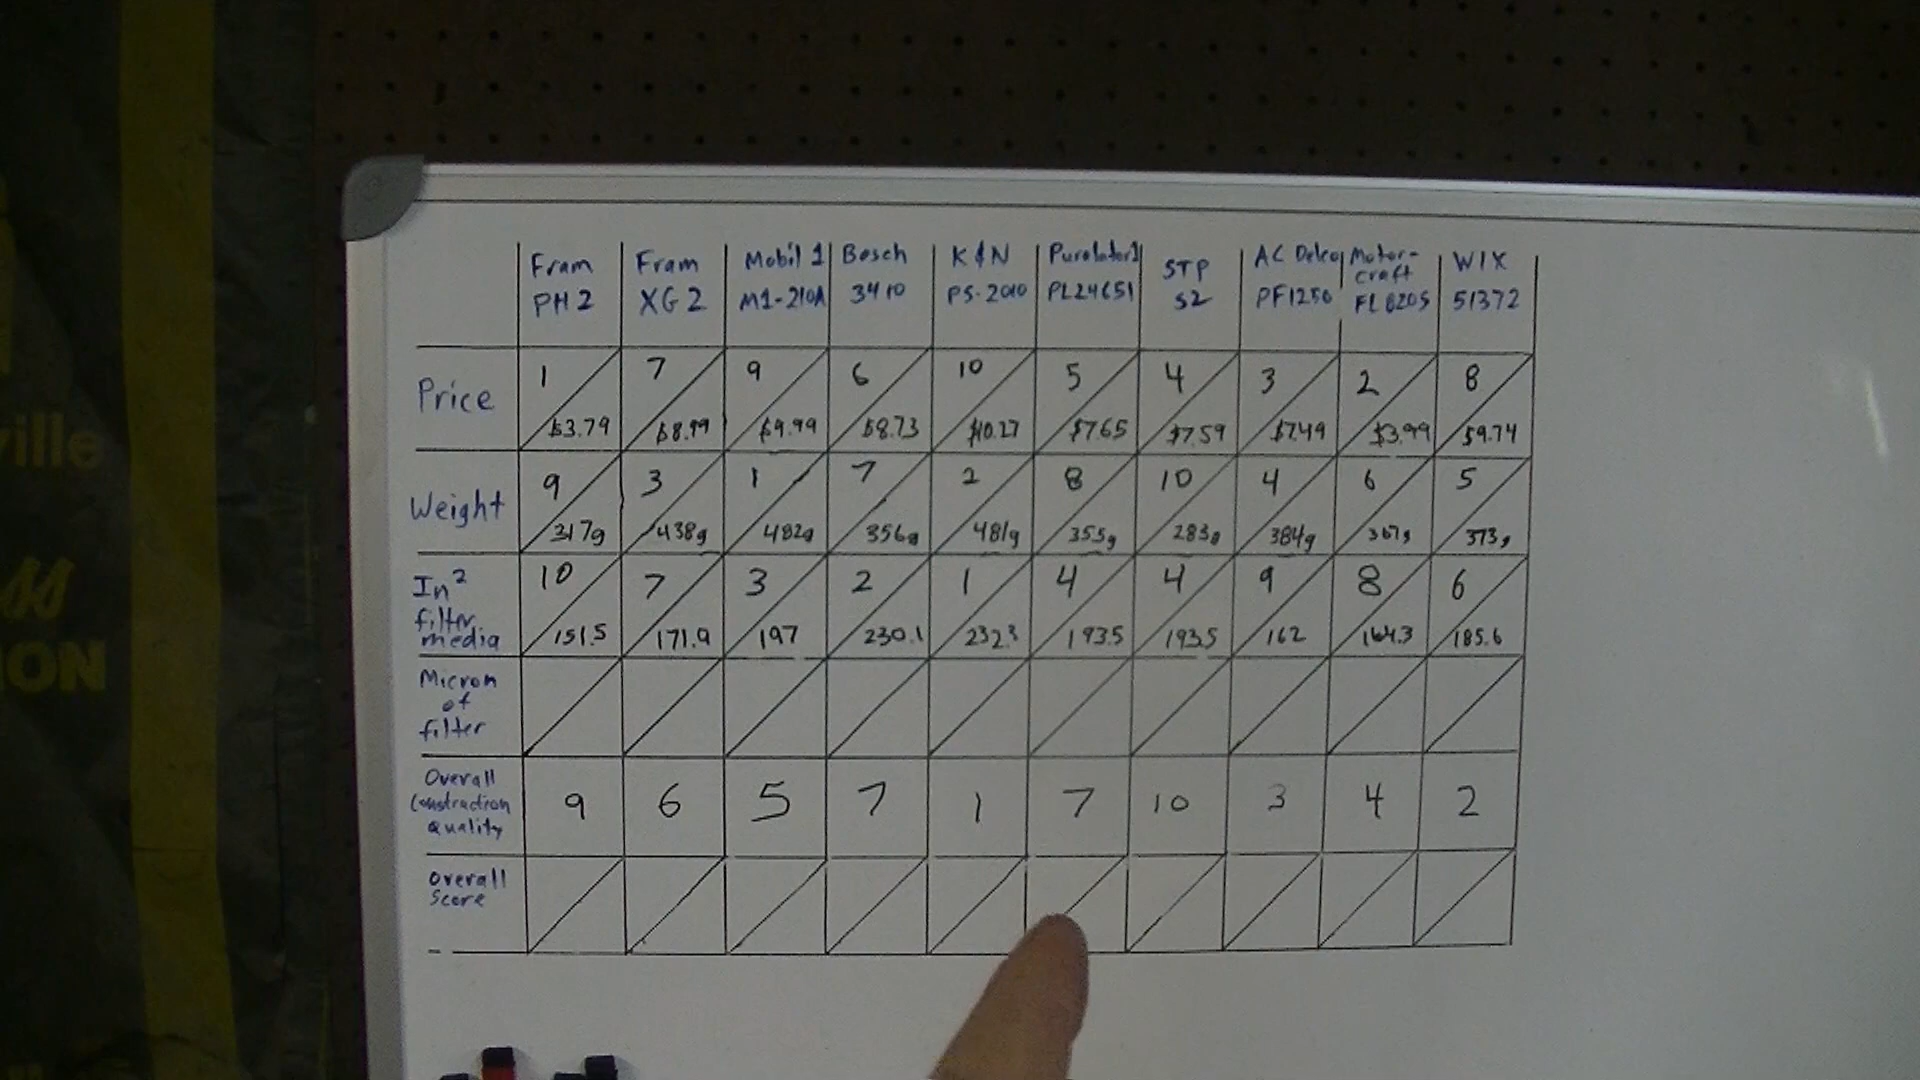 ville
ON
Fram
PH2
Fram
XG2
Mobil 1
M1-210A
Bosch
3410
K&N
PS-2010
Purolator1
PL24651
STP
S2
AC Delco
PF1250
Motor-
craft
FL820S
WIX
51372
Price
1 7 9 6 10 5 4 3 2 8
$3.79 $8.99 $9.99 $8.73 $10.27 $7.65 $7.59 $7.49 $3.99 $9.74
Weight
9 3 1 7 2 8 10 4 6 5
317g 438g 482g 356g 481g 355g 283g 384g 367g 373g
In²
filter
media
10 7 3 2 1 4 4 9 8 6
151.5 171.9 197 230.1 232.3 193.5 193.5 162 164.3 185.6
Micron
of
filter
Overall
Construction
Quality
9 6 5 7 1 7 10 3 4 2
Overall
Score